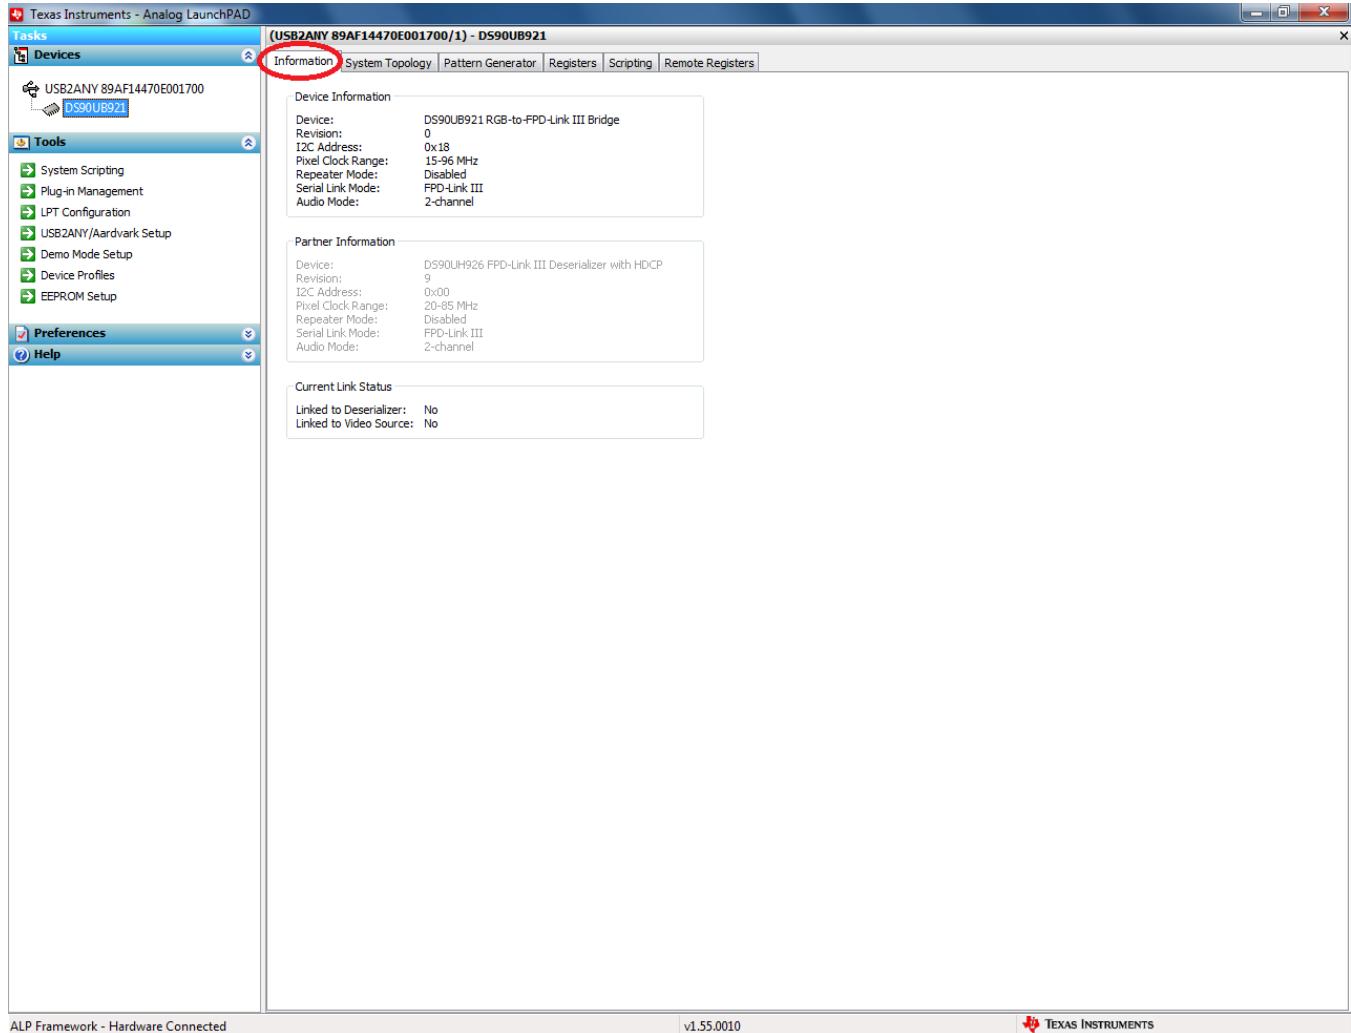 Texas Instruments - Analog LaunchPAD
Tasks
Devices
USB2ANY 89AF14470E001700
DS90UB921
Tools
System Scripting
Plug-in Management
LPT Configuration
USB2ANY/Aardvark Setup
Demo Mode Setup
Device Profiles
EEPROM Setup
Preferences
Help
(USB2ANY 89AF14470E001700/1) - DS90UB921
Information System Topology Pattern Generator Registers Scripting Remote Registers
Device Information
Device: DS90UB921 RGB-to-FPD-Link III Bridge
Revision: 0
I2C Address: 0x18
Pixel Clock Range: 15-96 MHz
Repeater Mode: Disabled
Serial Link Mode: FPD-Link III
Audio Mode: 2-channel
Partner Information
Device: DS90UH926 FPD-Link III Deserializer with HDCP
Revision: 9
I2C Address: 0x00
Pixel Clock Range: 20-85 MHz
Repeater Mode: Disabled
Serial Link Mode: FPD-Link III
Audio Mode: 2-channel
Current Link Status
Linked to Deserializer: No
Linked to Video Source: No
ALP Framework - Hardware Connected
v1.55.0010
TEXAS INSTRUMENTS